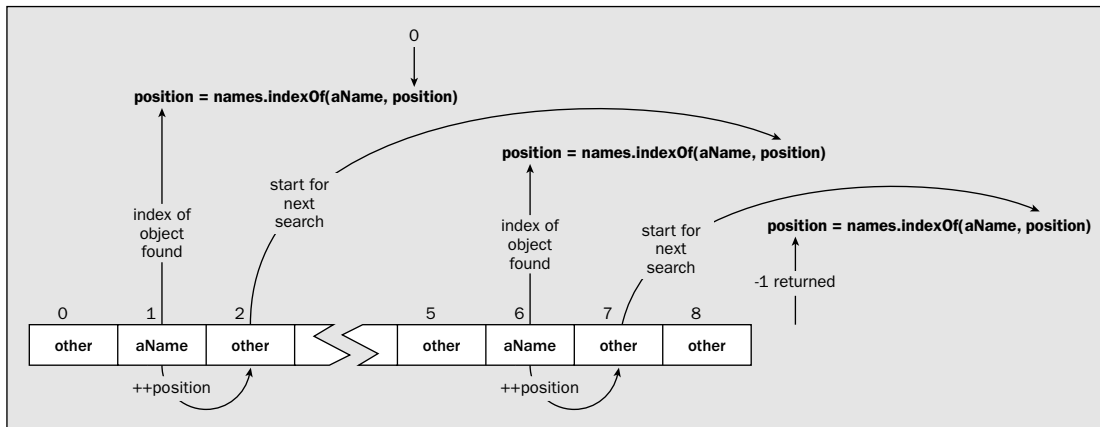 0
position = names.indexOf(aName, position)
position = names.indexOf(aName, position)
start for
next
search
index of
object
found
index of
object
found
start for
next
search
position = names.indexOf(aName, position)
-1 returned
0 1 2 5 6 7 8
other aName other other aName other other
++position ++position